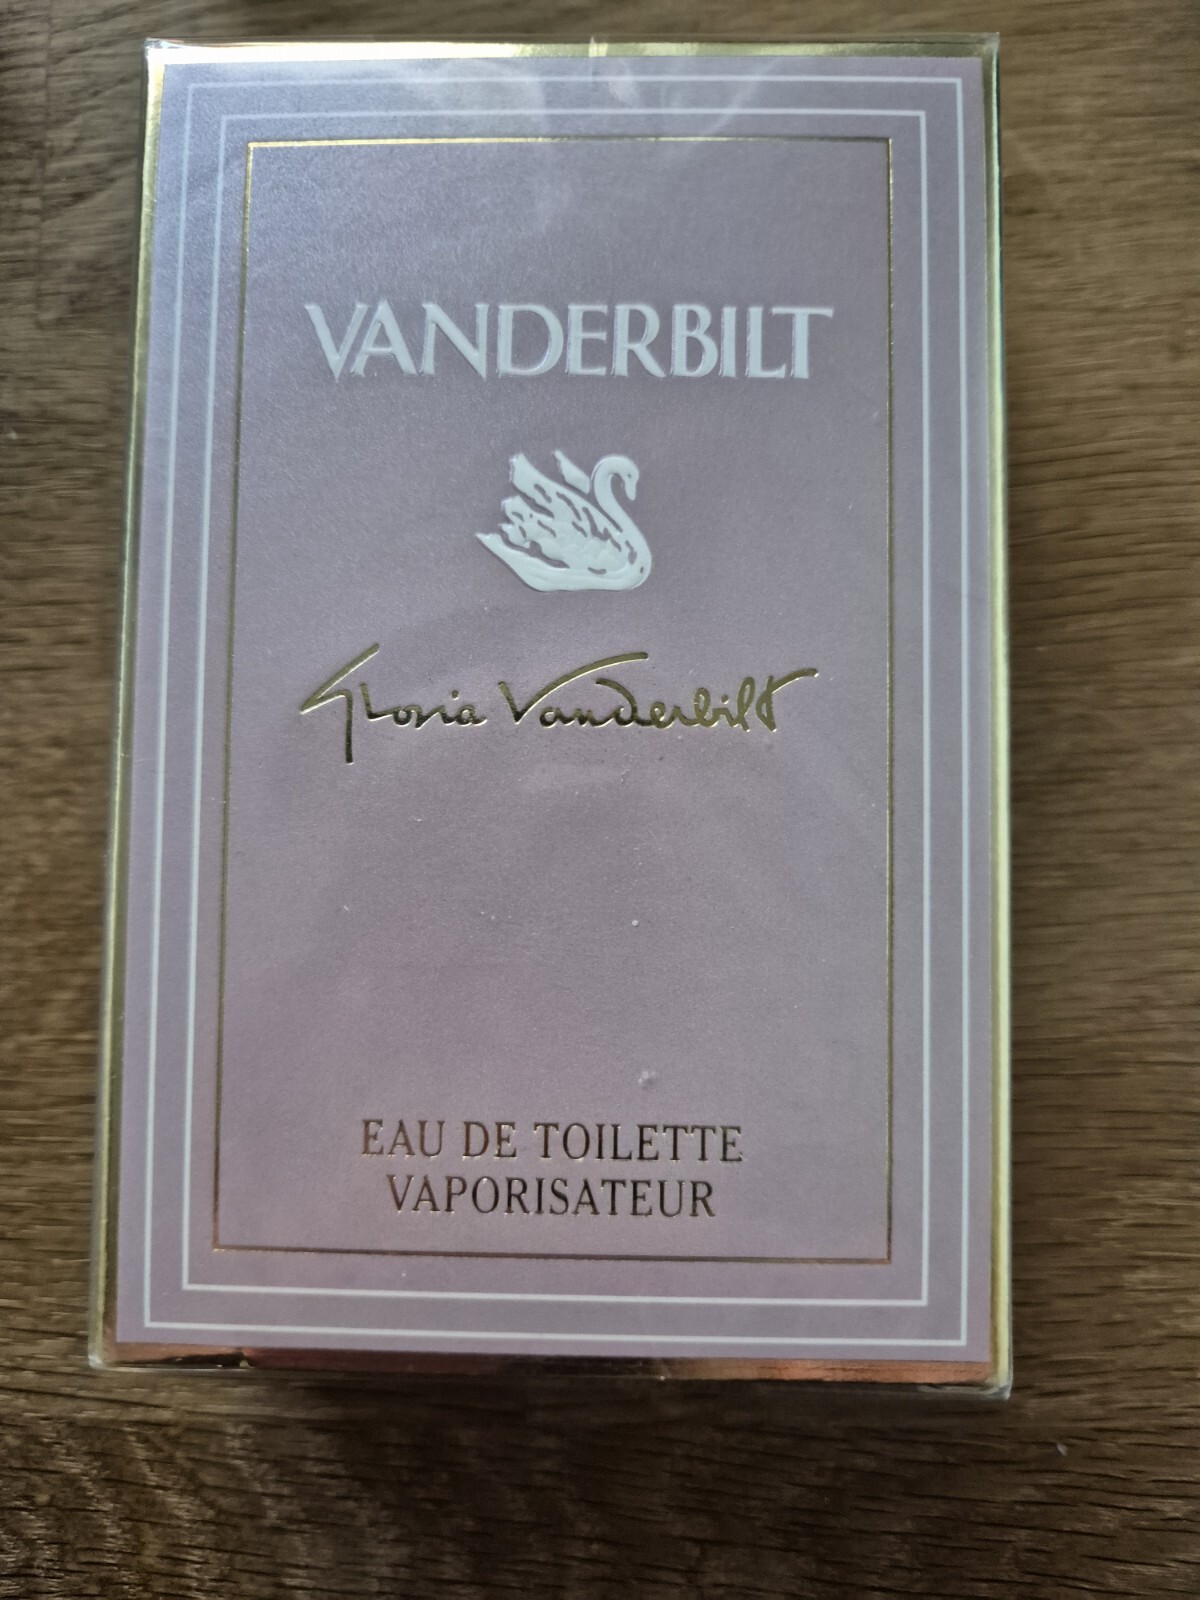 VANDERBILT
Gloria Vanderbilt
EAU DE TOILETTE
VAPORISATEUR